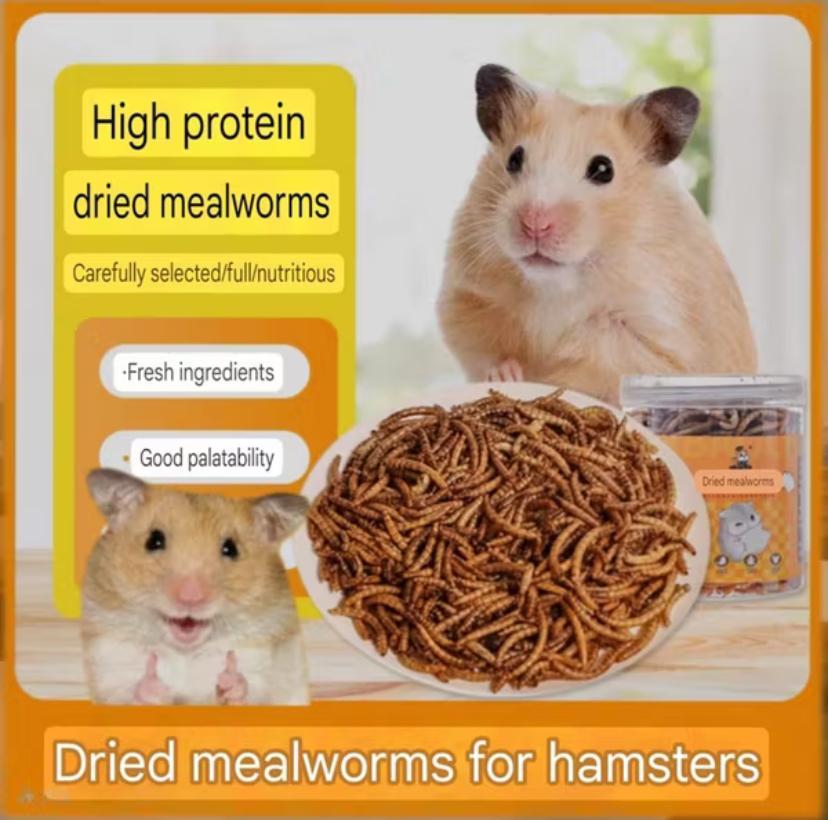 High protein
dried mealworms
Carefully selected/full/nutritious
·Fresh ingredients
· Good palatability
Dried mealworms
Dried mealworms for hamsters